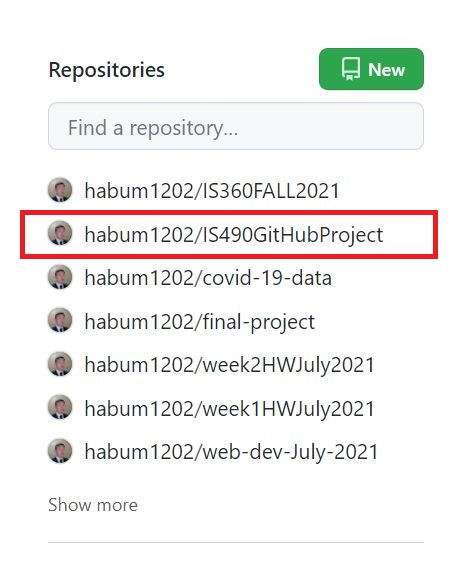 Repositories
New
Find a repository...
habum1202/IS360FALL2021
habum1202/IS490GitHubProject
habum1202/covid-19-data
habum1202/final-project
habum1202/week2HWJuly2021
habum1202/week1HWJuly2021
habum1202/web-dev-July-2021
Show more